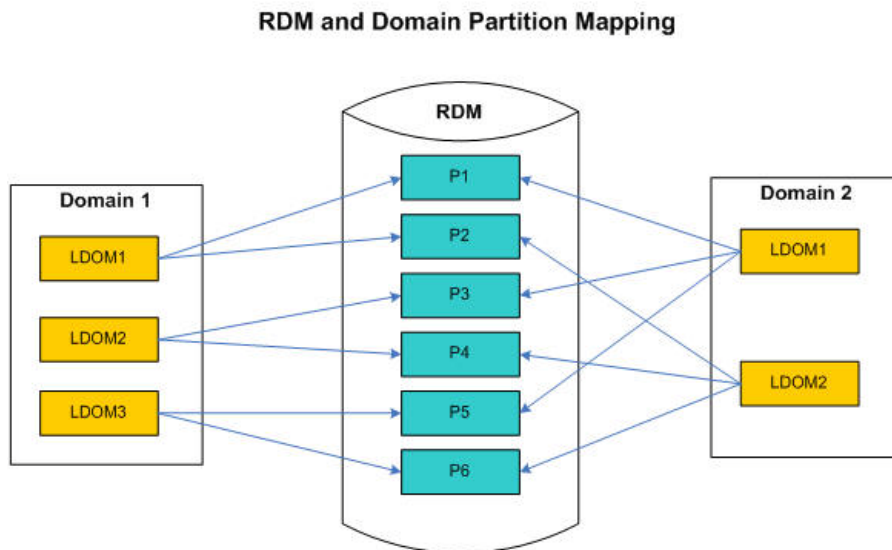 RDM and Domain Partition Mapping
RDM
Domain 1
LDOM1
LDOM2
LDOM3
P1
P2
P3
P4
P5
P6
Domain 2
LDOM1
LDOM2